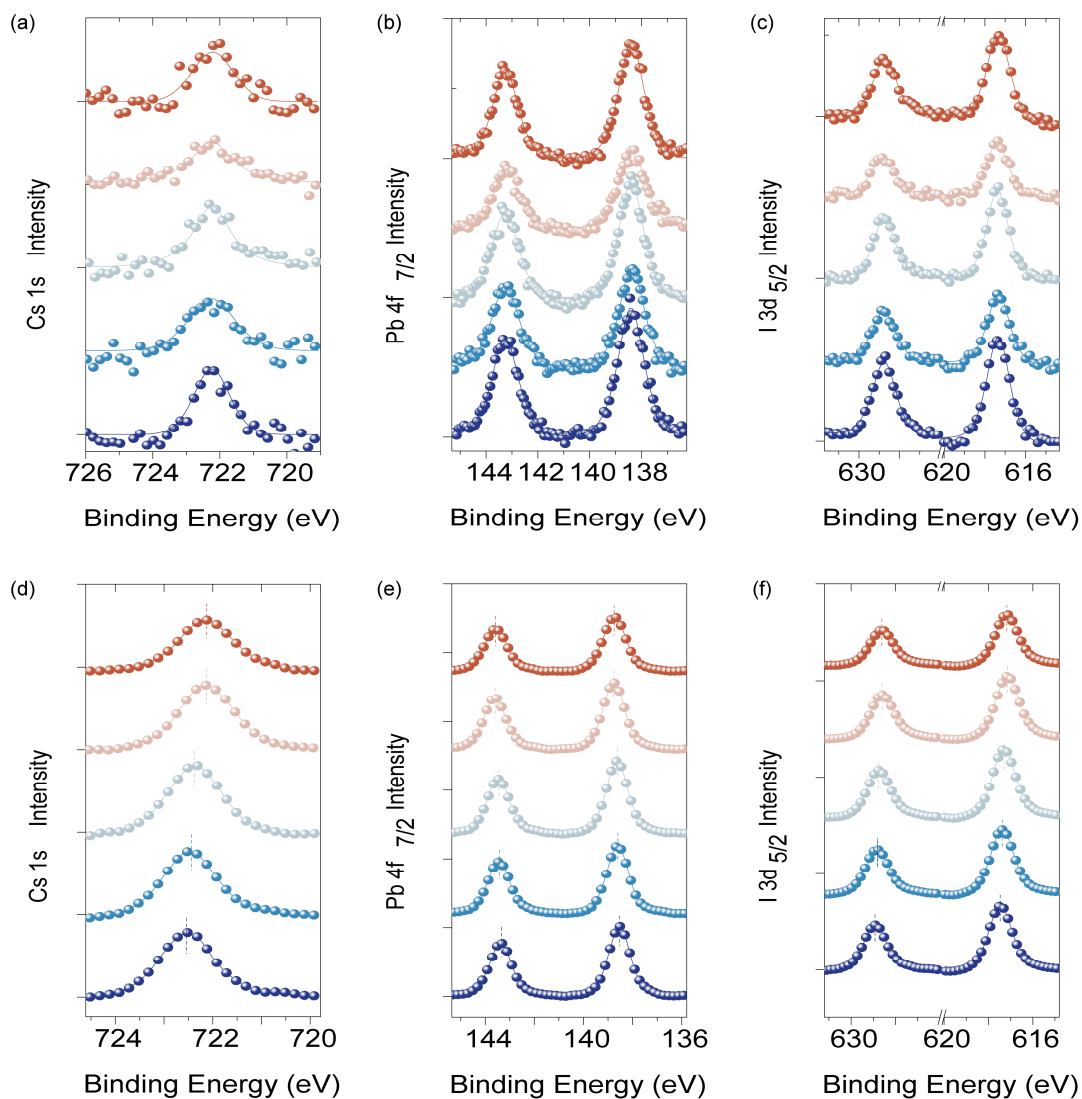 (a)
(b)
(c)
Cs 1s Intensity
Pb 4f 7/2 Intensity
I 3d 5/2 Intensity
726 724 722 720
144 142 140 138
630 620 616
Binding Energy (eV)
Binding Energy (eV)
Binding Energy (eV)
(d)
(e)
(f)
Cs 1s Intensity
Pb 4f 7/2 Intensity
I 3d 5/2 Intensity
724 722 720
144 140 136
630 620 616
Binding Energy (eV)
Binding Energy (eV)
Binding Energy (eV)